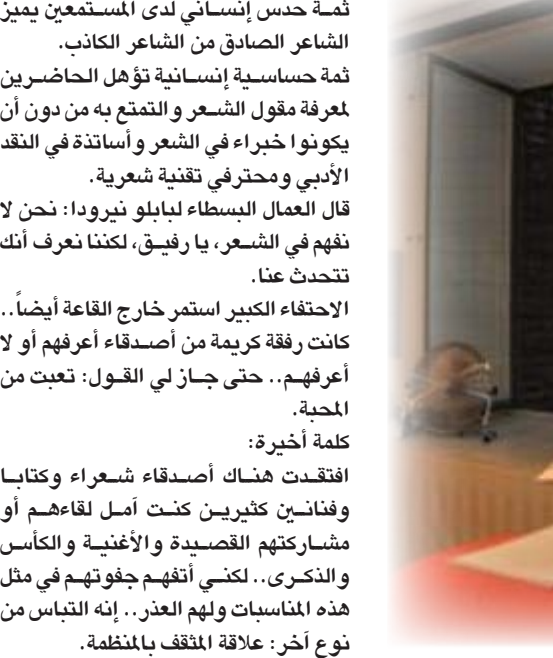 ثمة حدس إنساني لدى المستمعين يميز
الشاعر الصادق من الشاعر الكاذب.
ثمة حساسية إنسانية تؤهل الحاضرين
لمعرفة مقول الشعر والتمتع به من دون أن
يكونوا خبراء في الشعر وأساتذة في النقد
الأدبي ومحترفي تقنية شعرية.
قال العمال البسطاء لبابلو نيرودا: نحن لا
نفهم في الشعر، يا رفيق، لكننا نعرف أنك
تتحدث عنا.
الاحتفاء الكبير استمر خارج القاعة أيضاً..
كانت رفقة كريمة من أصدقاء أعرفهم أو لا
أعرفهم.. حتى جاز لي القول: تعبت من
المحبة.
كلمة أخيرة:
افتقدت هناك أصدقاء شعراء وكتابا
وفنانين كثيرين كنت آمل لقاءهم أو
مشاركتهم القصيدة والأغنية والكأس
والذكرى.. لكني أتفهم جفوتهم في مثل
هذه المناسبات ولهم العذر.. إنه التباس من
نوع آخر: علاقة المثقف بالمنظمة.